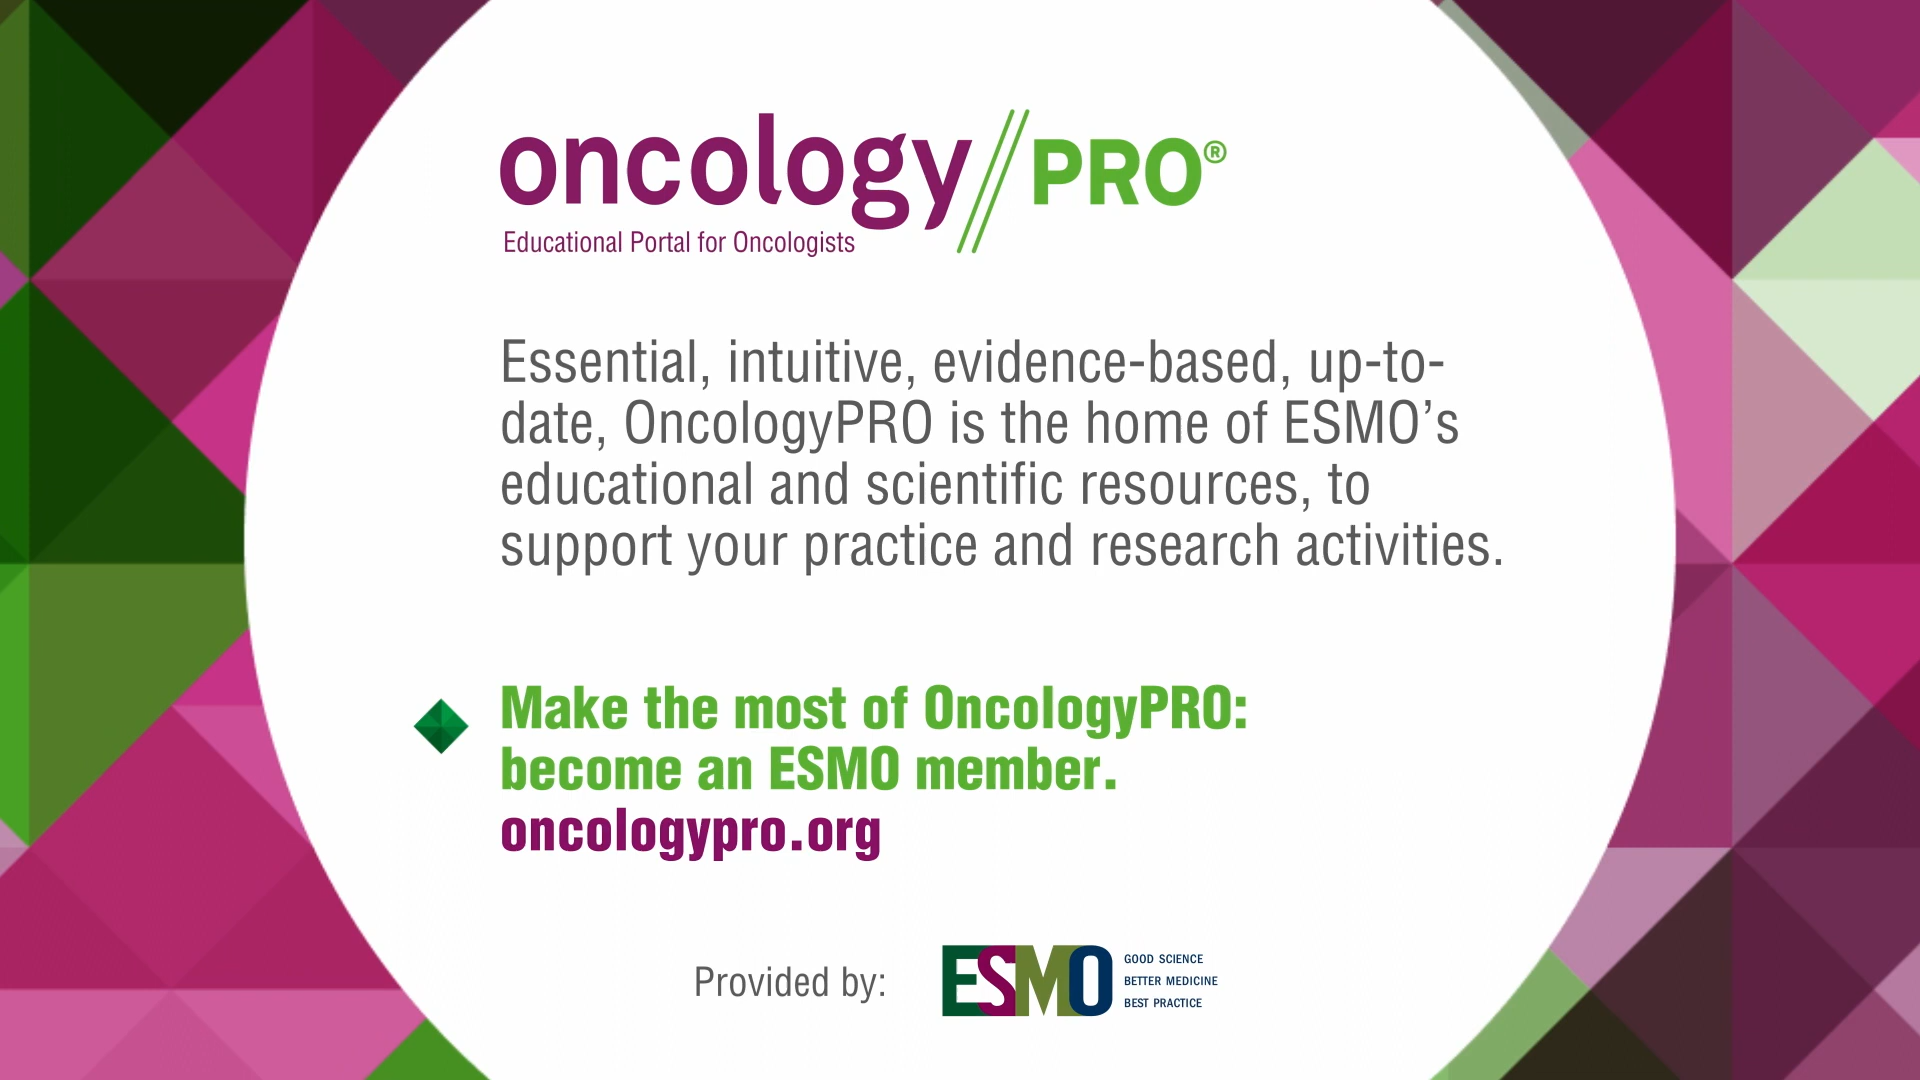 oncology//PRO®
Educational Portal for Oncologists
Essential, intuitive, evidence-based, up-to-
date, OncologyPRO is the home of ESMO’s
educational and scientific resources, to
support your practice and research activities.
Make the most of OncologyPRO:
become an ESMO member.
oncologypro.org
Provided by:
ESMO
GOOD SCIENCE
BETTER MEDICINE
BEST PRACTICE